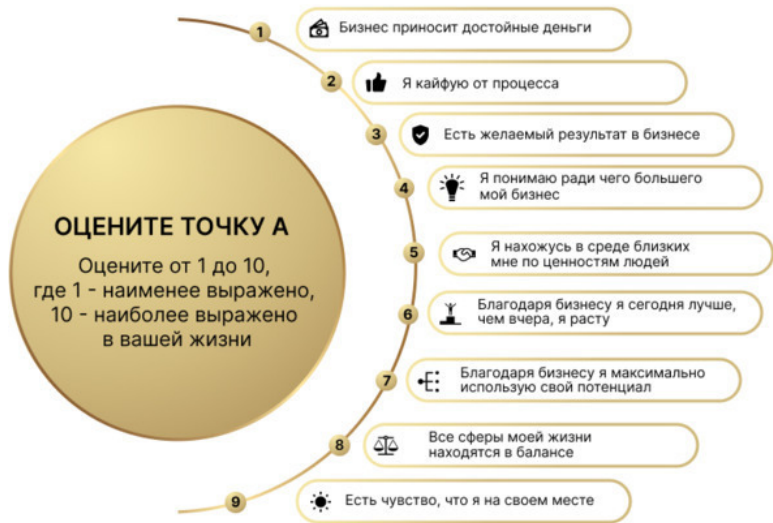 ОЦЕНИТЕ ТОЧКУ А
Оцените от 1 до 10,
где 1 - наименее выражено,
10 - наиболее выражено
в вашей жизни
1
Бизнес приносит достойные деньги
2
Я кайфую от процесса
3
Есть желаемый результат в бизнесе
4
Я понимаю ради чего большего
мой бизнес
5
Я нахожусь в среде близких
мне по ценностям людей
6
Благодаря бизнесу я сегодня лучше,
чем вчера, я расту
7
Благодаря бизнесу я максимально
использую свой потенциал
8
Все сферы моей жизни
находятся в балансе
9
Есть чувство, что я на своем месте